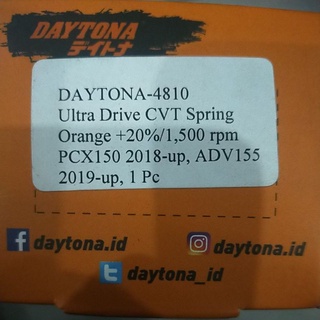 DAYTONA
デイトナ
DAYTONA-4810
Ultra Drive CVT Spring
Orange +20%/1,500 rpm
PCX150 2018-up, ADV155
2019-up, 1 Pc
daytona.id
daytona.id
daytona_id